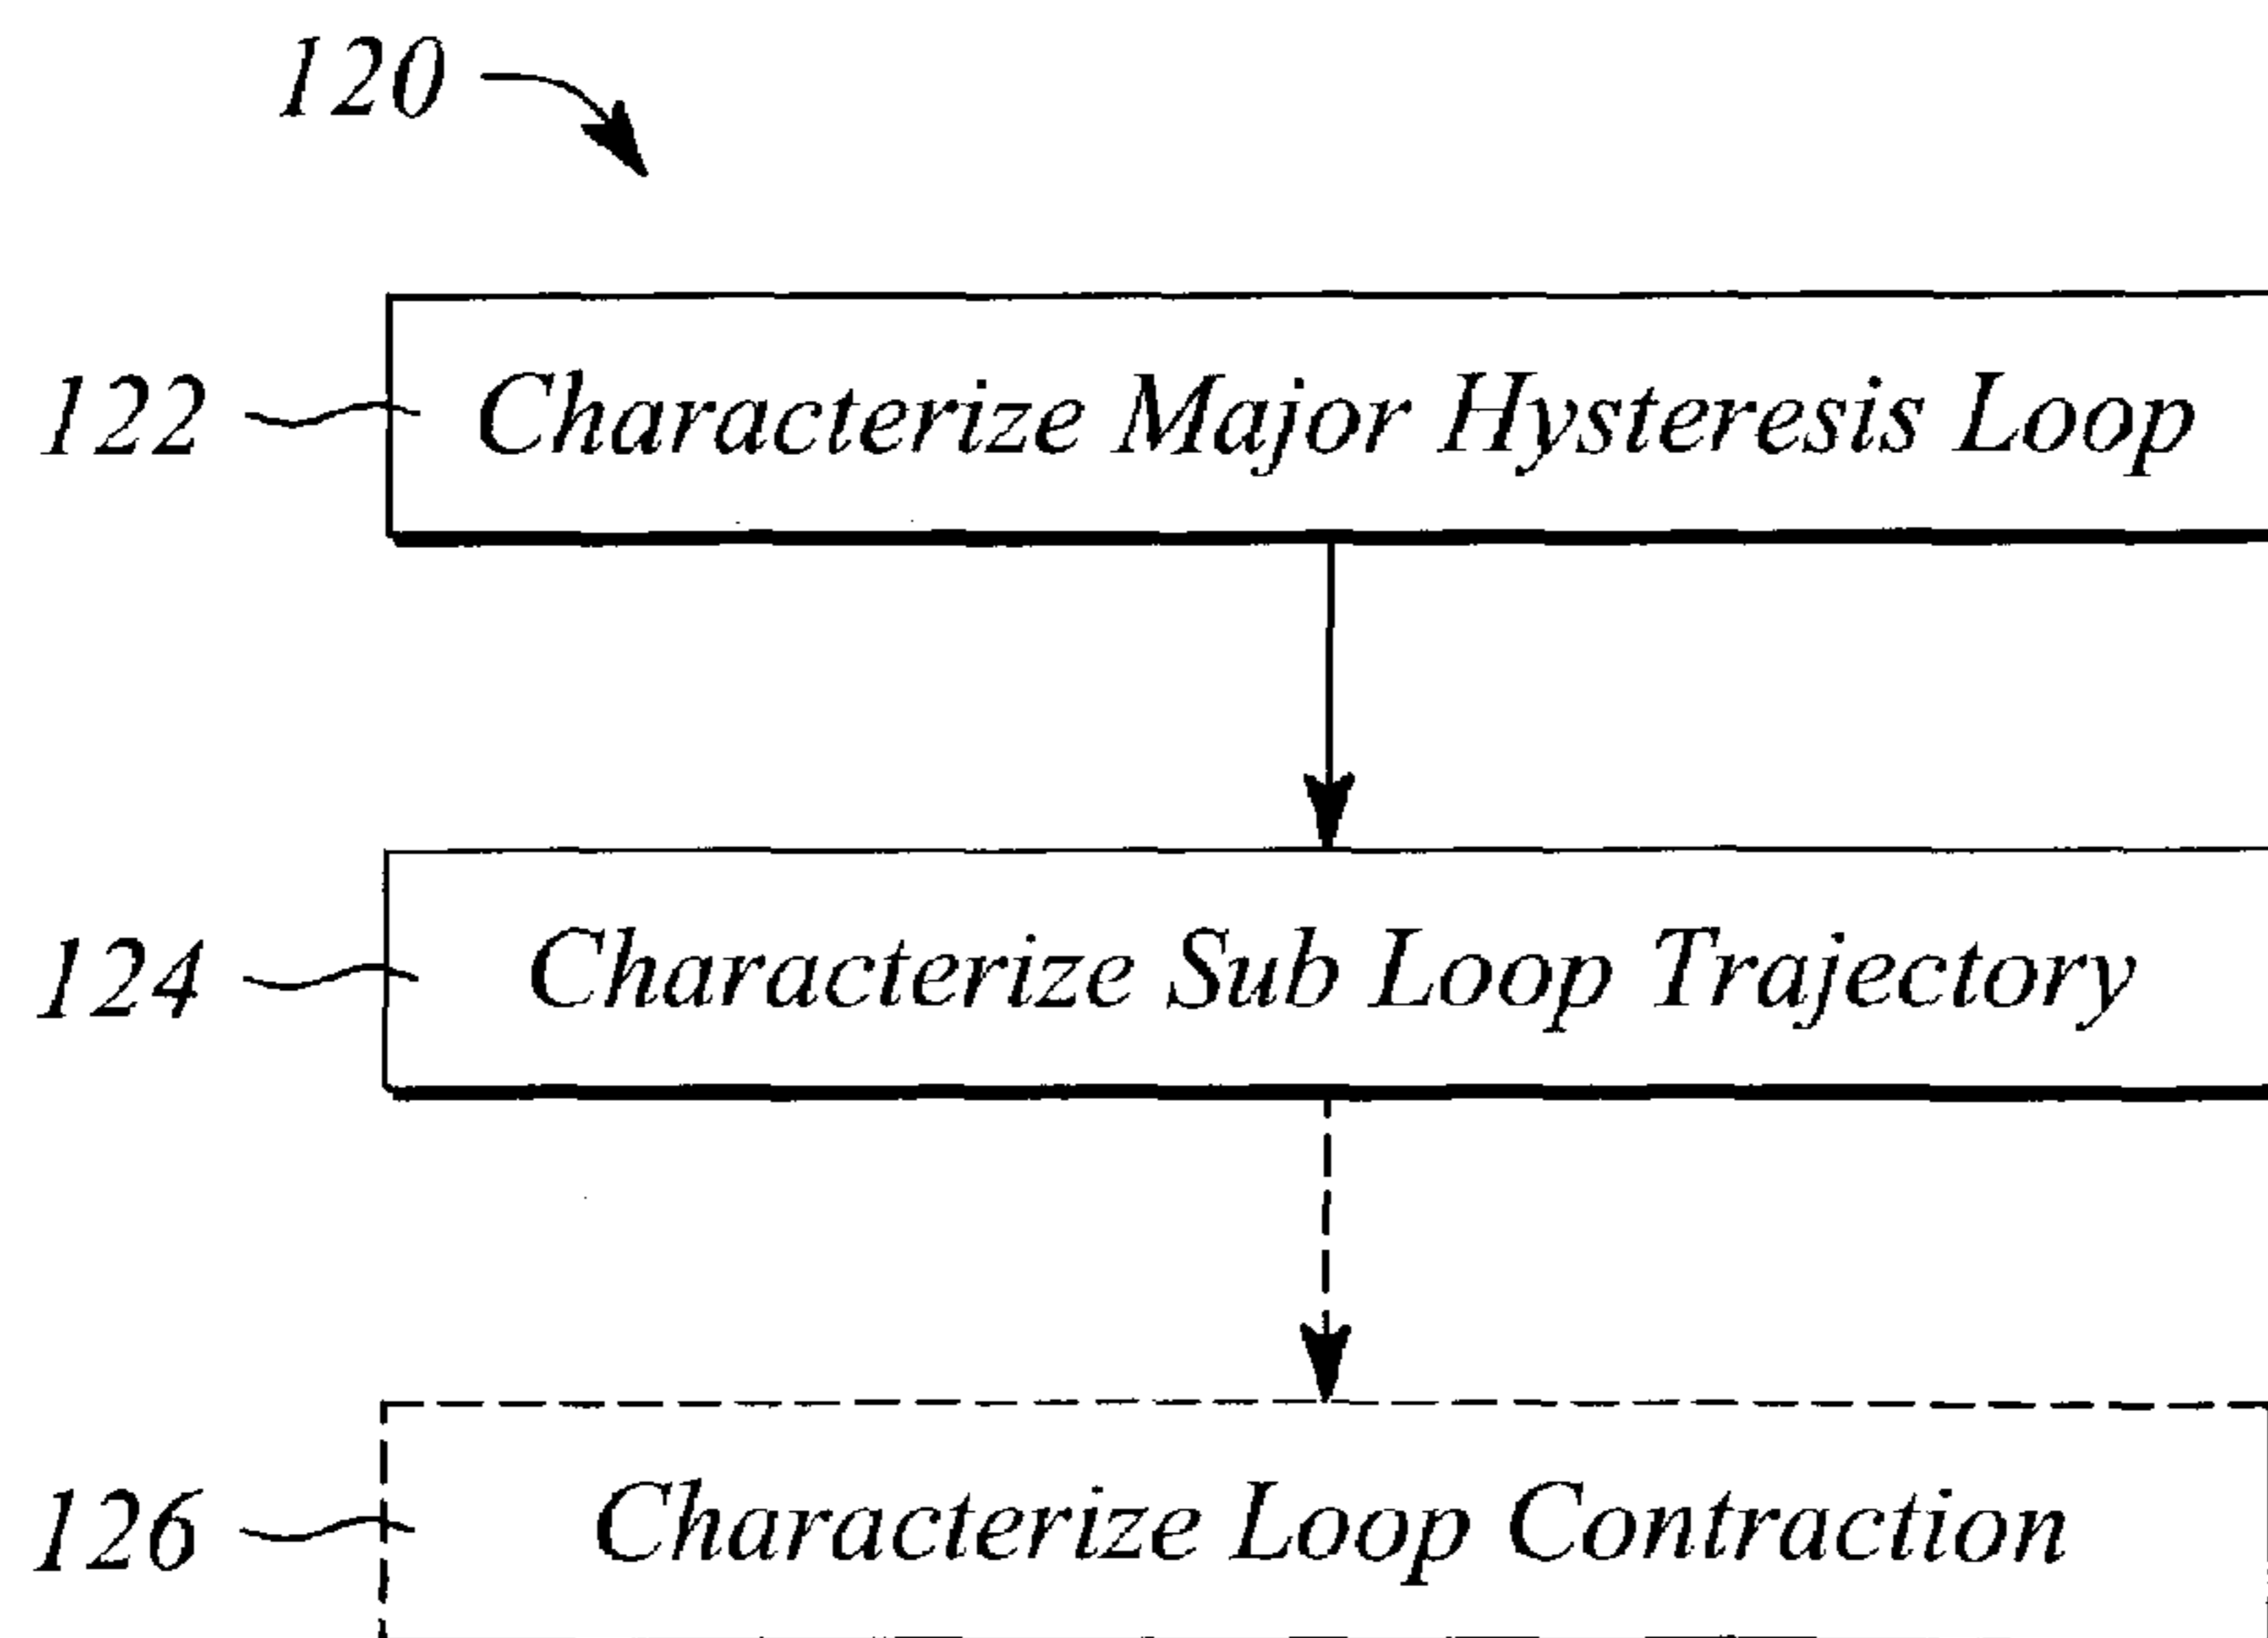 120
122 Characterize Major Hysteresis Loop
124 Characterize Sub Loop Trajectory
126 Characterize Loop Contraction